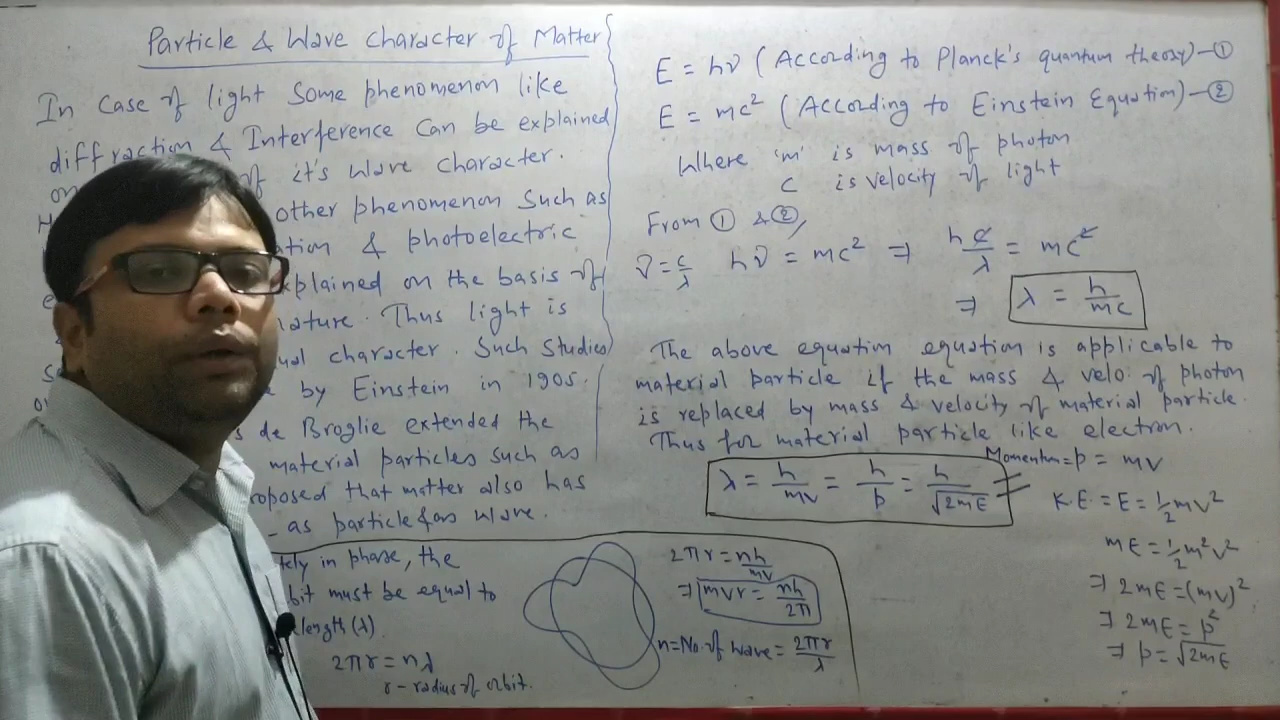 Particle & Wave character of Matter
In case of light some phenomenon like
diffraction & Interference can be explained
on of it's wave character.
other phenomenon such as
& photoelectric
on the basis of
Thus light is
character. Such studies
by Einstein in 1905.
de Broglie extended the
material particles such as
that matter also has
as particle & as wave.
in phase, the
must be equal to
(λ)
2πr = nλ
r - radius of orbit.
E = hν (According to Planck's quantum theory) - ①
E = mc² (According to Einstein Equation) - ②
Where 'm' is mass of photon
c is velocity of light
From ① & ②,
ν = c/λ hν = mc² ⇒ hc/λ = mc²
⇒ λ = h/mc
The above equation equation is applicable to
material particle if the mass & velo. of photon
is replaced by mass & velocity of material particle.
Thus for material particle like electron.
λ = h/mv = h/p = h/√2mE
Momentum = p = mv
K.E. = E = 1/2 mv²
mE = 1/2 m²v²
⇒ 2mE = (mv)²
⇒ 2mE = p²
⇒ p = √2mE
2πr = nh/mv
⇒ mvr = nh/2π
n = No. of wave = 2πr/λ